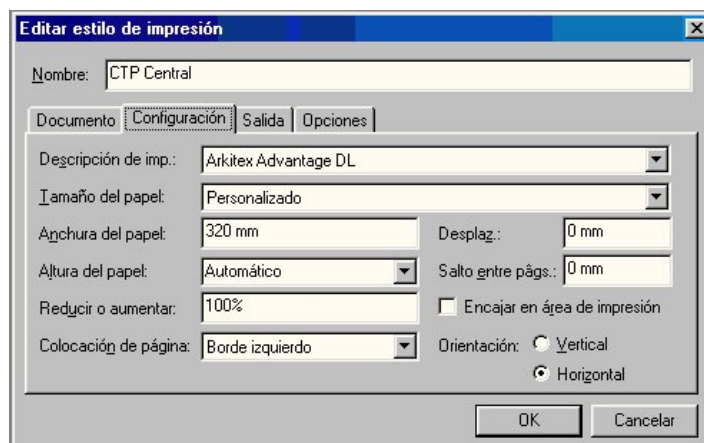 Editar estilo de impresión
Nombre: CTP Central
Documento Configuración Salida Opciones
Descripción de imp.: Arkitex Advantage DL
Tamaño del papel: Personalizado
Anchura del papel: 320 mm Desplaz.: 0 mm
Altura del papel: Automático Salto entre págs.: 0 mm
Reducir o aumentar: 100% Encajar en área de impresión
Colocación de página: Borde izquierdo Orientación: Vertical
Horizontal
OK Cancelar